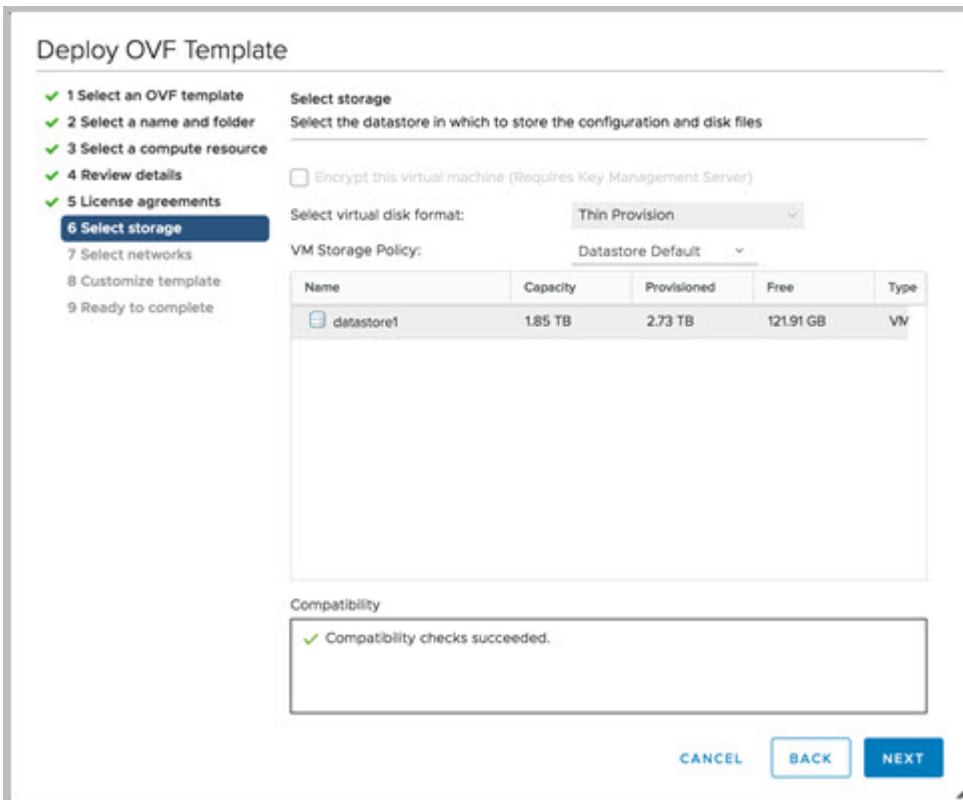 Deploy OVF Template
1 Select an OVF template
2 Select a name and folder
3 Select a compute resource
4 Review details
5 License agreements
6 Select storage
7 Select networks
8 Customize template
9 Ready to complete
Select storage
Select the datastore in which to store the configuration and disk files
Encrypt this virtual machine (Requires Key Management Server)
Select virtual disk format: Thin Provision
VM Storage Policy: Datastore Default
Name Capacity Provisioned Free Type
datastore1 1.85 TB 2.73 TB 121.91 GB
Compatibility
Compatibility checks succeeded.
CANCEL BACK NEXT